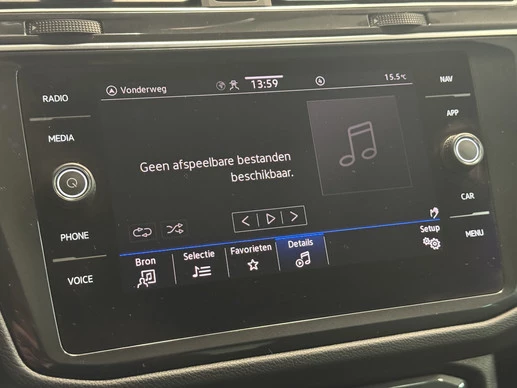 RADIO
MEDIA
PHONE
VOICE
Vonderweg
13:59
15.5°C
Geen afspeelbare bestanden
beschikbaar.
Bron
Selectie
Favorieten
Details
Setup
NAV
APP
CAR
MENU